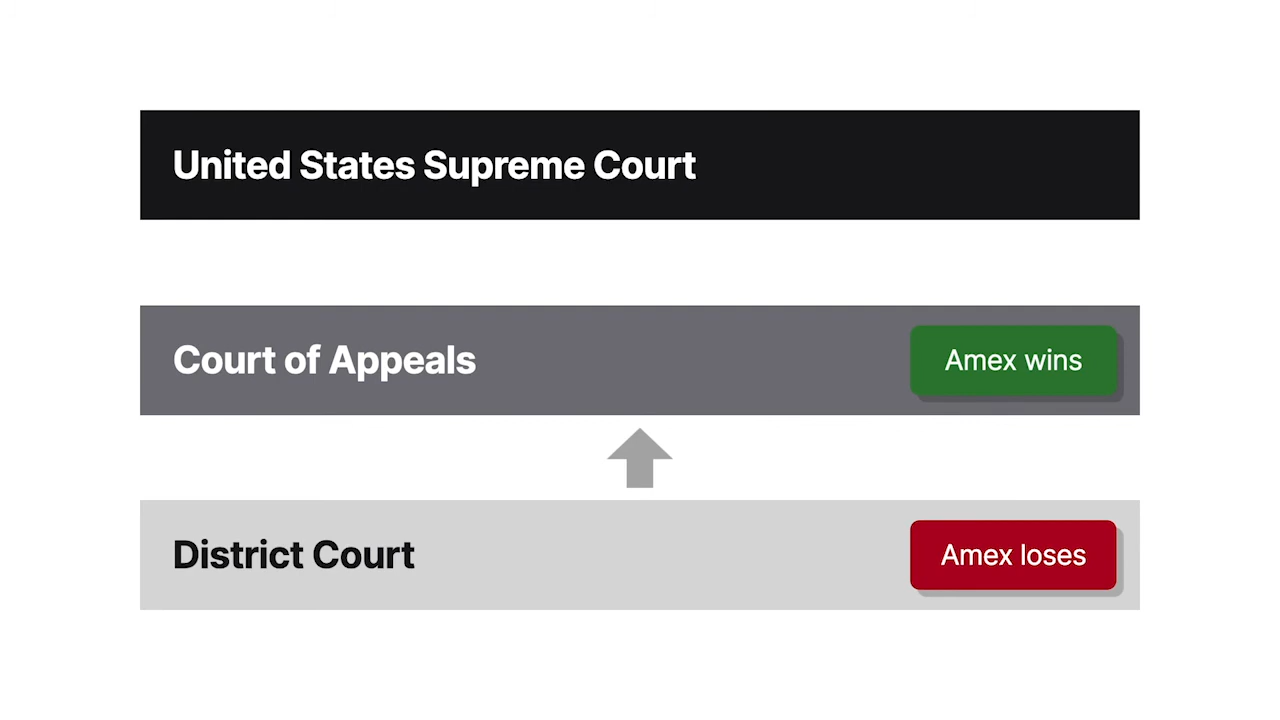 United States Supreme Court
Court of Appeals
Amex wins
District Court
Amex loses